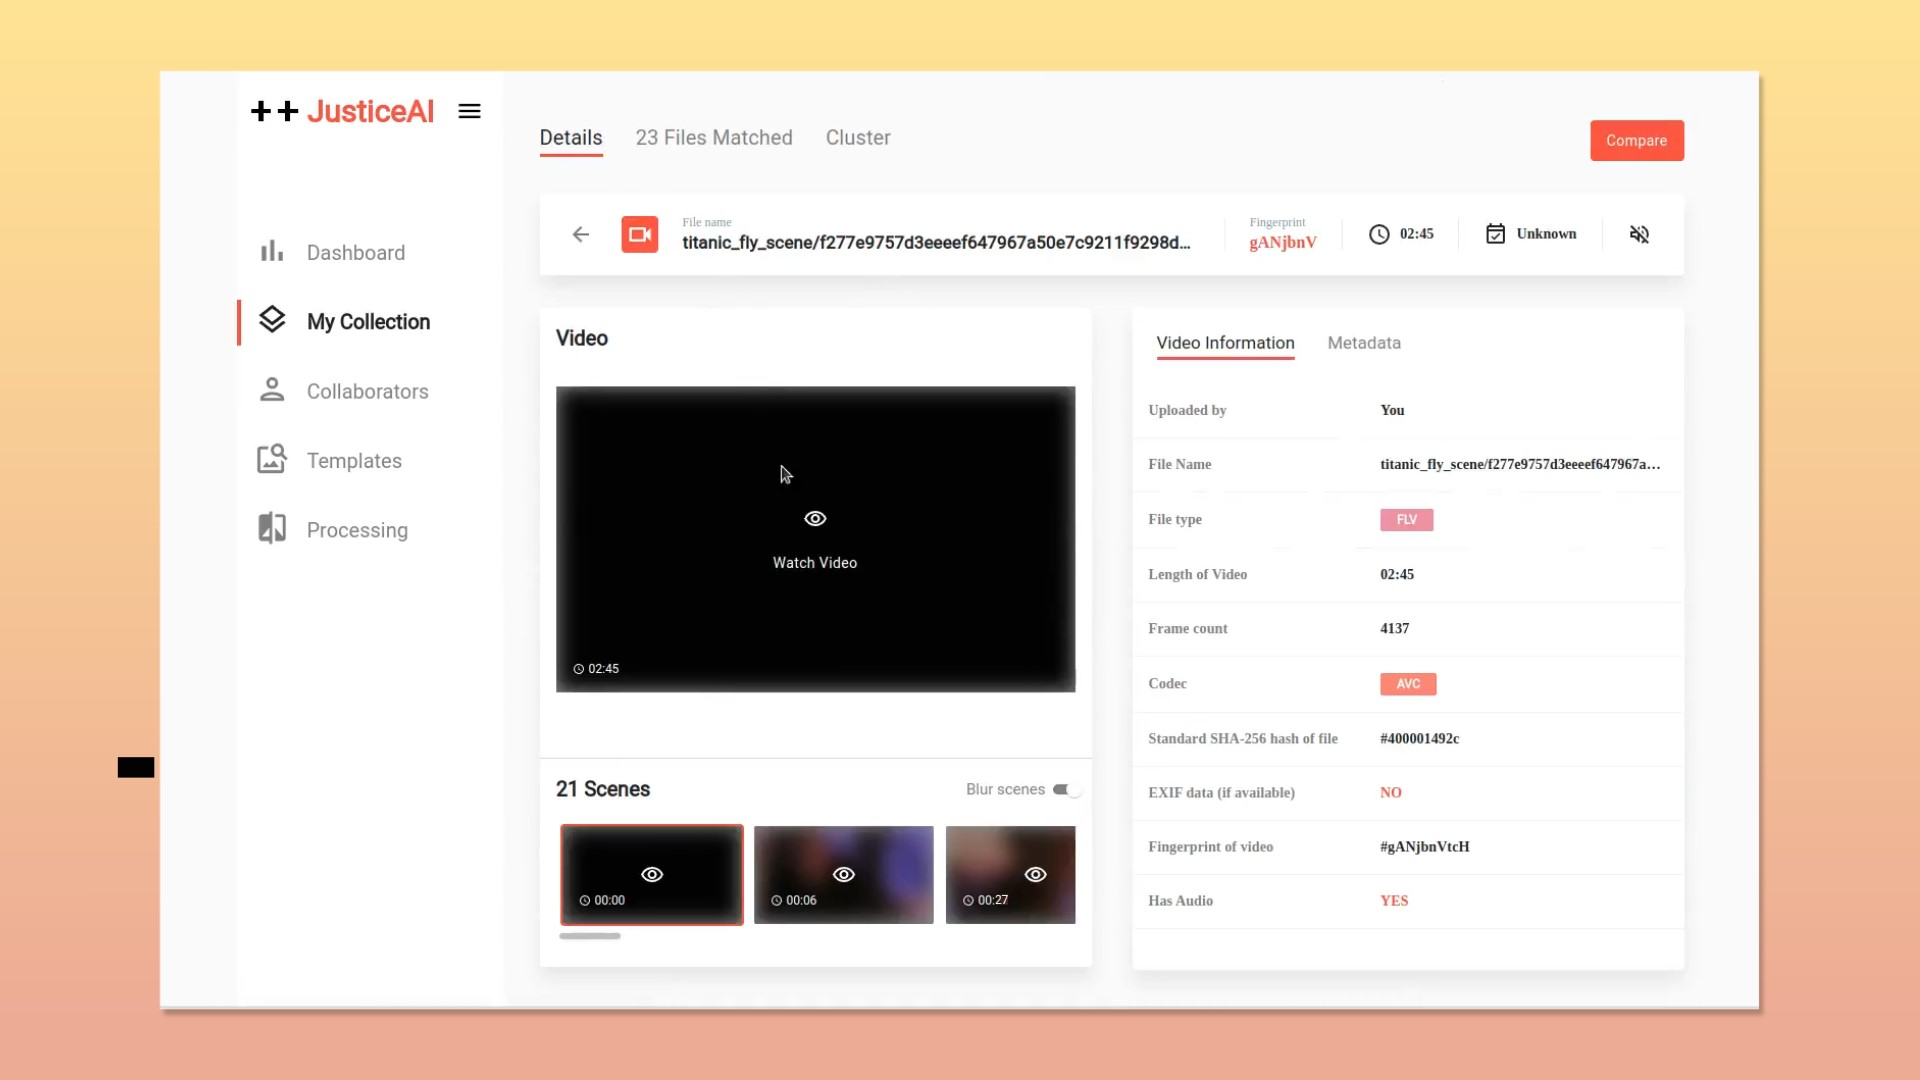 ++ JusticeAI
Details
23 Files Matched
Cluster
Compare
File name
titanic_fly_scene/f277e9757d3eeeef647967a50e7c9211f9298d...
Fingerprint
gANjbnV
02:45
Unknown
Dashboard
My Collection
Collaborators
Templates
Processing
Video
Watch Video
02:45
21 Scenes
Blur scenes
00:00
00:06
00:27
Video Information
Metadata
Uploaded by
You
File Name
titanic_fly_scene/f277e9757d3eeeef647967a...
File type
FLV
Length of Video
02:45
Frame count
4137
Codec
AVC
Standard SHA-256 hash of file
#400001492c
EXIF data (if available)
NO
Fingerprint of video
#gANjbnVtcH
Has Audio
YES